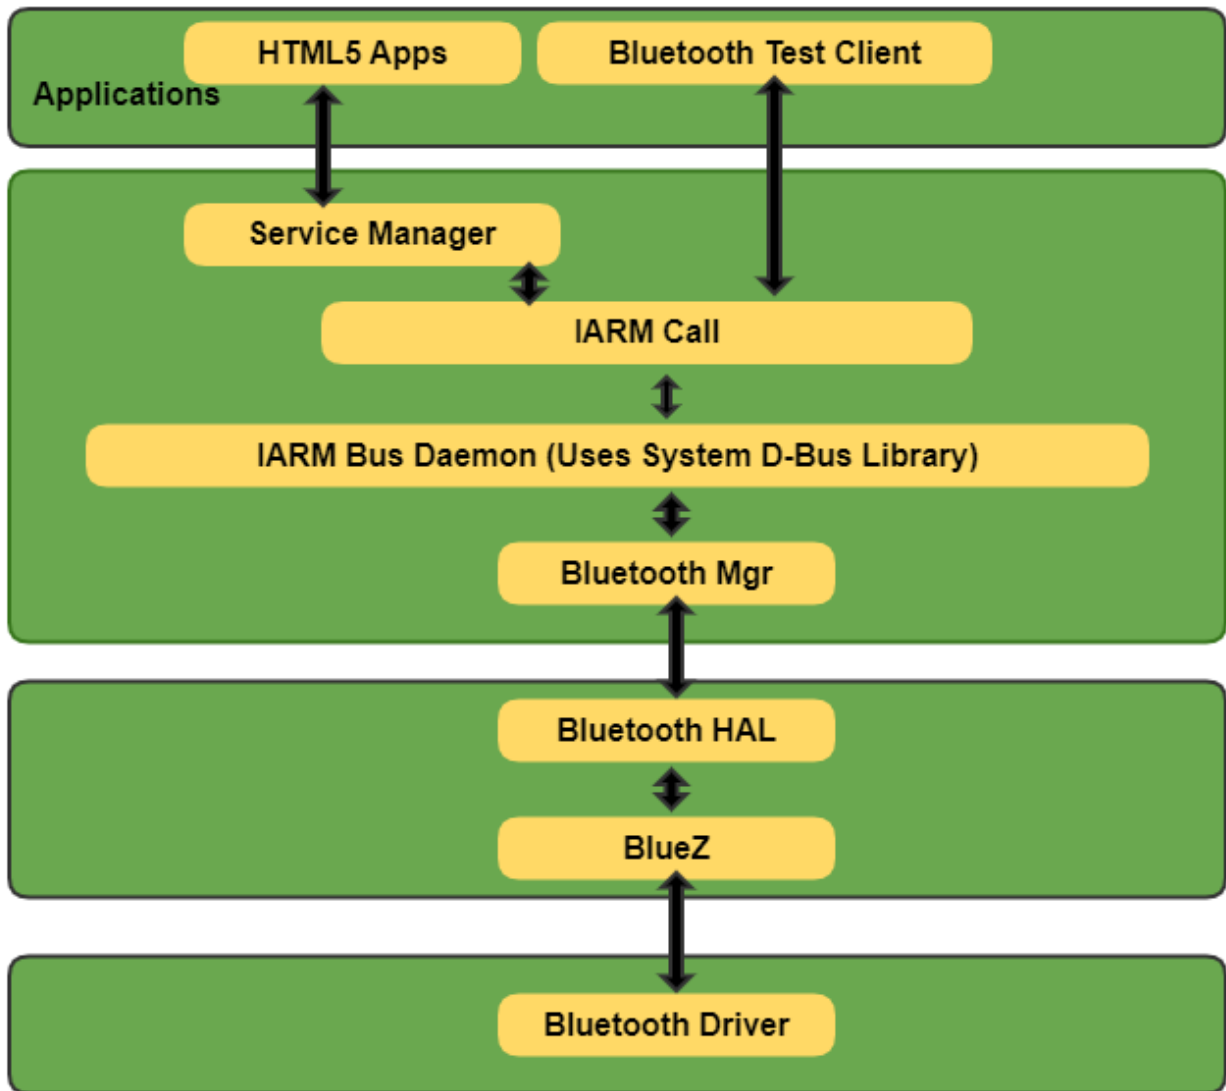 HTML5 Apps
Bluetooth Test Client
Applications
Service Manager
IARM Call
IARM Bus Daemon (Uses System D-Bus Library)
Bluetooth Mgr
Bluetooth HAL
BlueZ
Bluetooth Driver